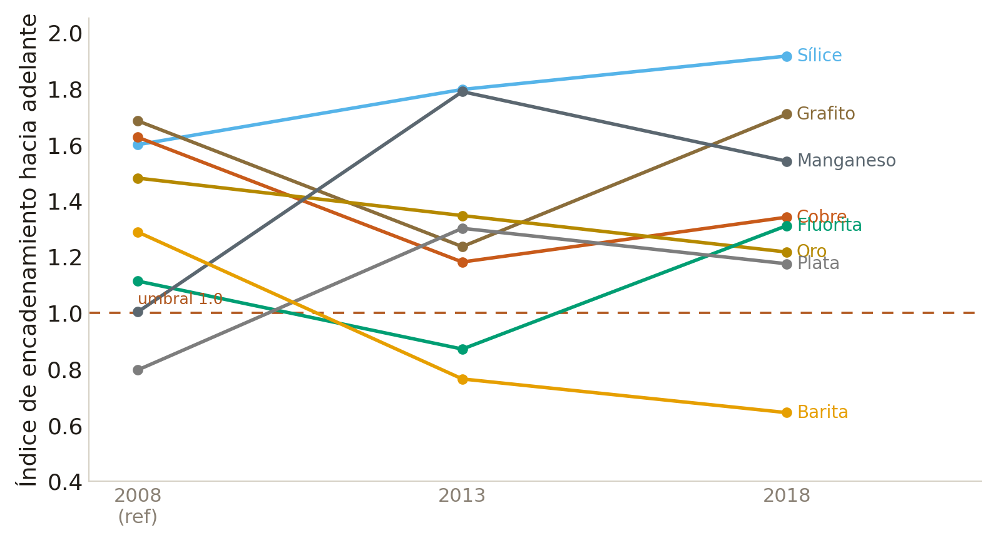 Índice de encadenamiento hacia adelante
2.0
1.8
1.6
1.4
1.2
1.0
0.8
0.6
0.4
umbral 1.0
Sílice
Grafito
Manganeso
Cobre
Fluorita
Oro
Plata
Barita
2008
(ref)
2013
2018